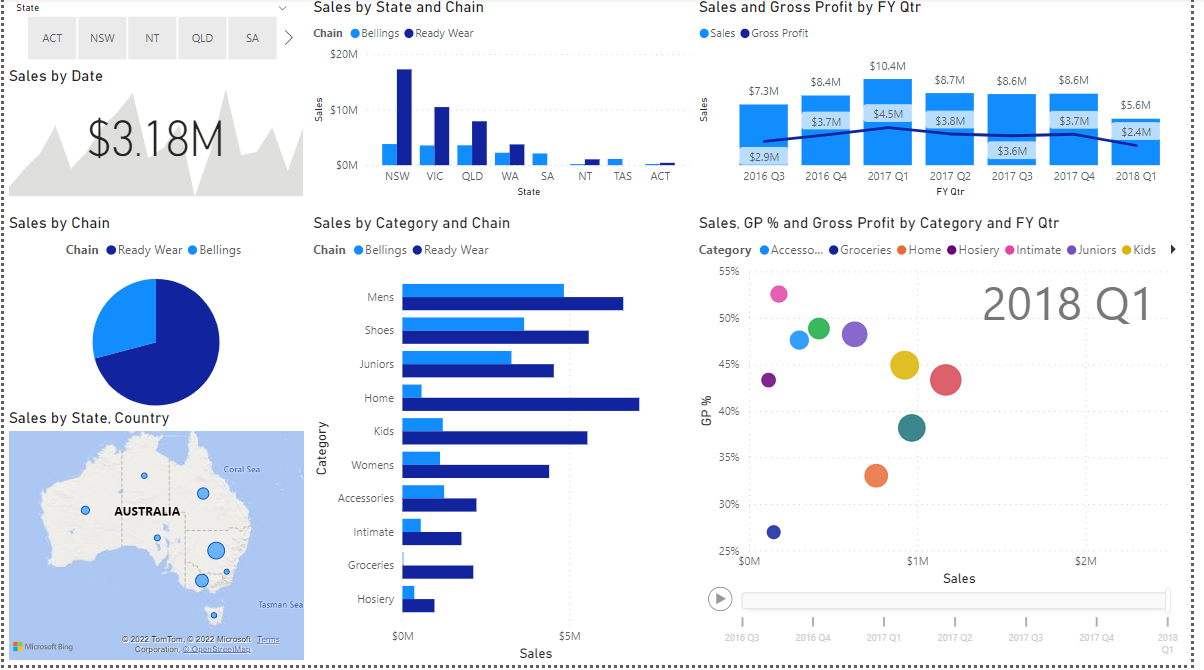 State
ACT NSW NT QLD SA
Sales by Date
$3.18M
Sales by Chain
Chain Ready Wear Bellings
Sales by State, Country
Coral Sea
AUSTRALIA
Tasman Sea
© 2022 TomTom, © 2022 Microsoft Terms
Microsoft Bing
Corporation, © OpenStreetMap
Sales by State and Chain
Chain Bellings Ready Wear
$20M
$10M
$0M
Sales
NSW VIC QLD WA SA NT TAS ACT
State
Sales by Category and Chain
Chain Bellings Ready Wear
Category
Mens
Shoes
Juniors
Home
Kids
Womens
Accessories
Intimate
Groceries
Hosiery
$0M $5M
Sales
Sales and Gross Profit by FY Qtr
Sales Gross Profit
Sales
$7.3M $8.4M $10.4M $8.7M $8.6M $8.6M $5.6M
$2.9M $3.7M $4.5M $3.8M $3.6M $3.7M $2.4M
2016 Q3 2016 Q4 2017 Q1 2017 Q2 2017 Q3 2017 Q4 2018 Q1
FY Qtr
Sales, GP % and Gross Profit by Category and FY Qtr
Category Accesso... Groceries Home Hosiery Intimate Juniors Kids
2018 Q1
GP %
55%
50%
45%
40%
35%
30%
25%
$0M $1M $2M
Sales
2016 Q3 2016 Q4 2017 Q1 2017 Q2 2017 Q3 2017 Q4 2018
Q1